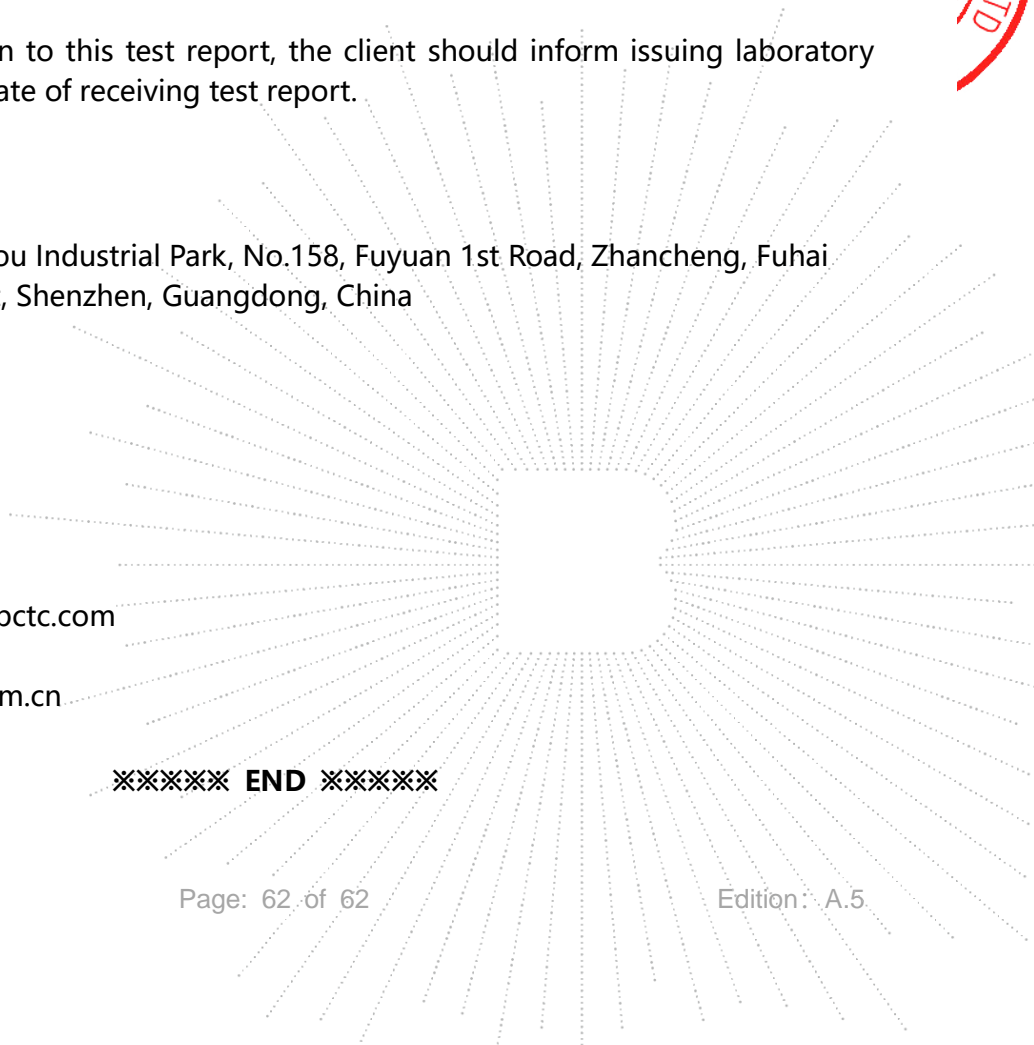 TD
n to this test report, the client should inform issuing laboratory
ate of receiving test report.
ou Industrial Park, No.158, Fuyuan 1st Road, Zhancheng, Fuhai
, Shenzhen, Guangdong, China
pctc.com
m.cn
※※※※※ END ※※※※※
Page: 62 of 62 Edition：A.5